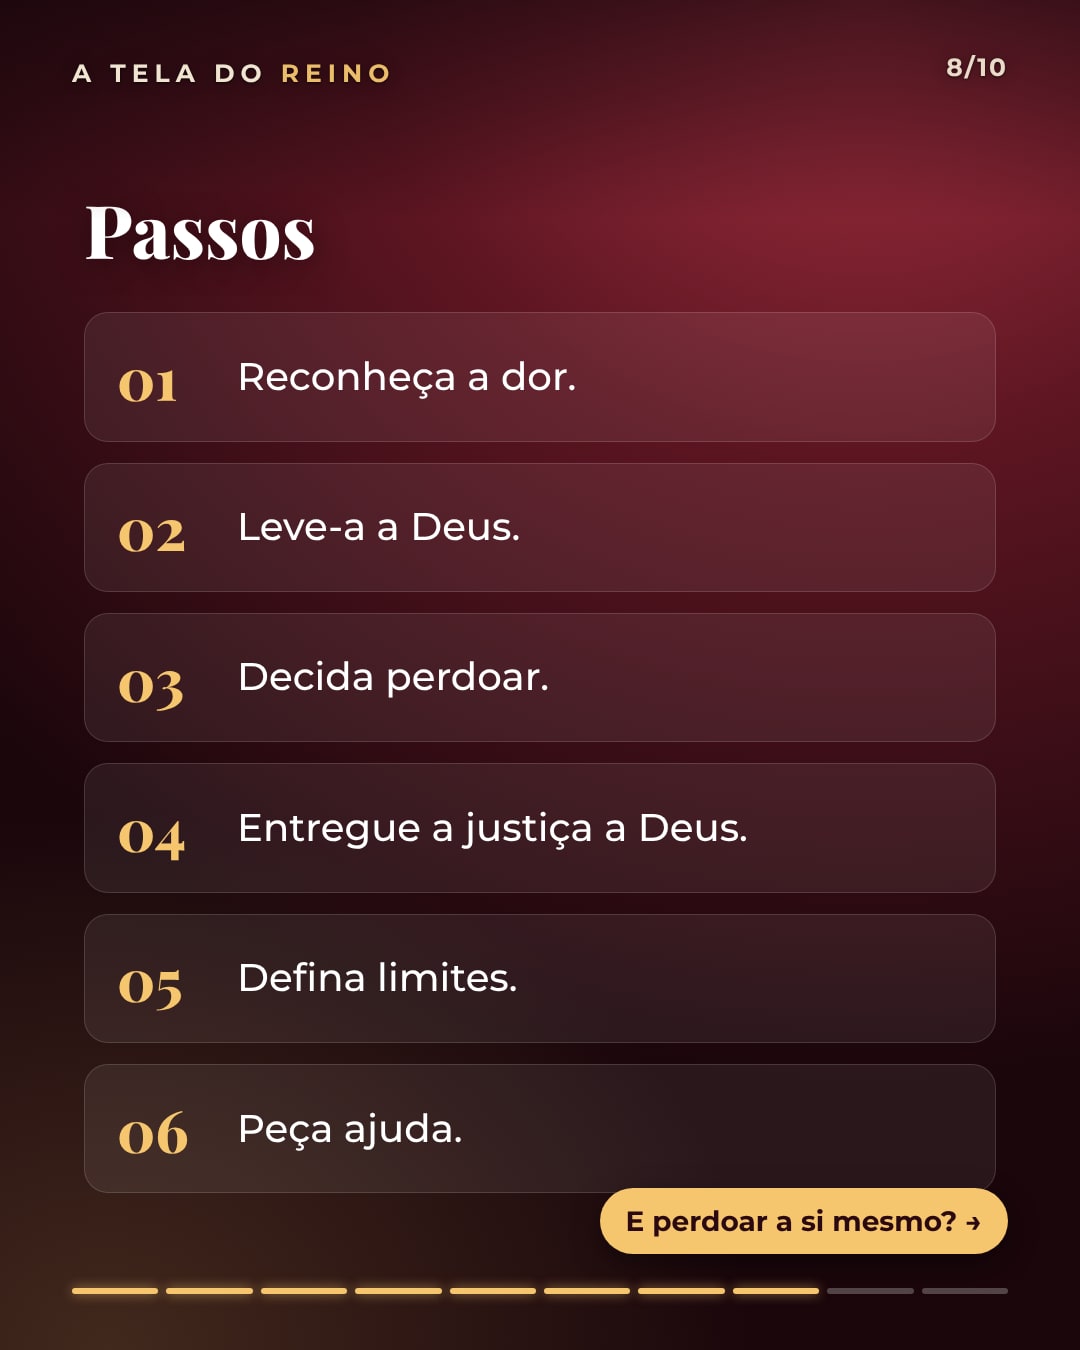 A TELA DO REINO
8/10
Passos
01 Reconheça a dor.
02 Leve-a a Deus.
03 Decida perdoar.
04 Entregue a justiça a Deus.
05 Defina limites.
06 Peça ajuda.
E perdoar a si mesmo? →